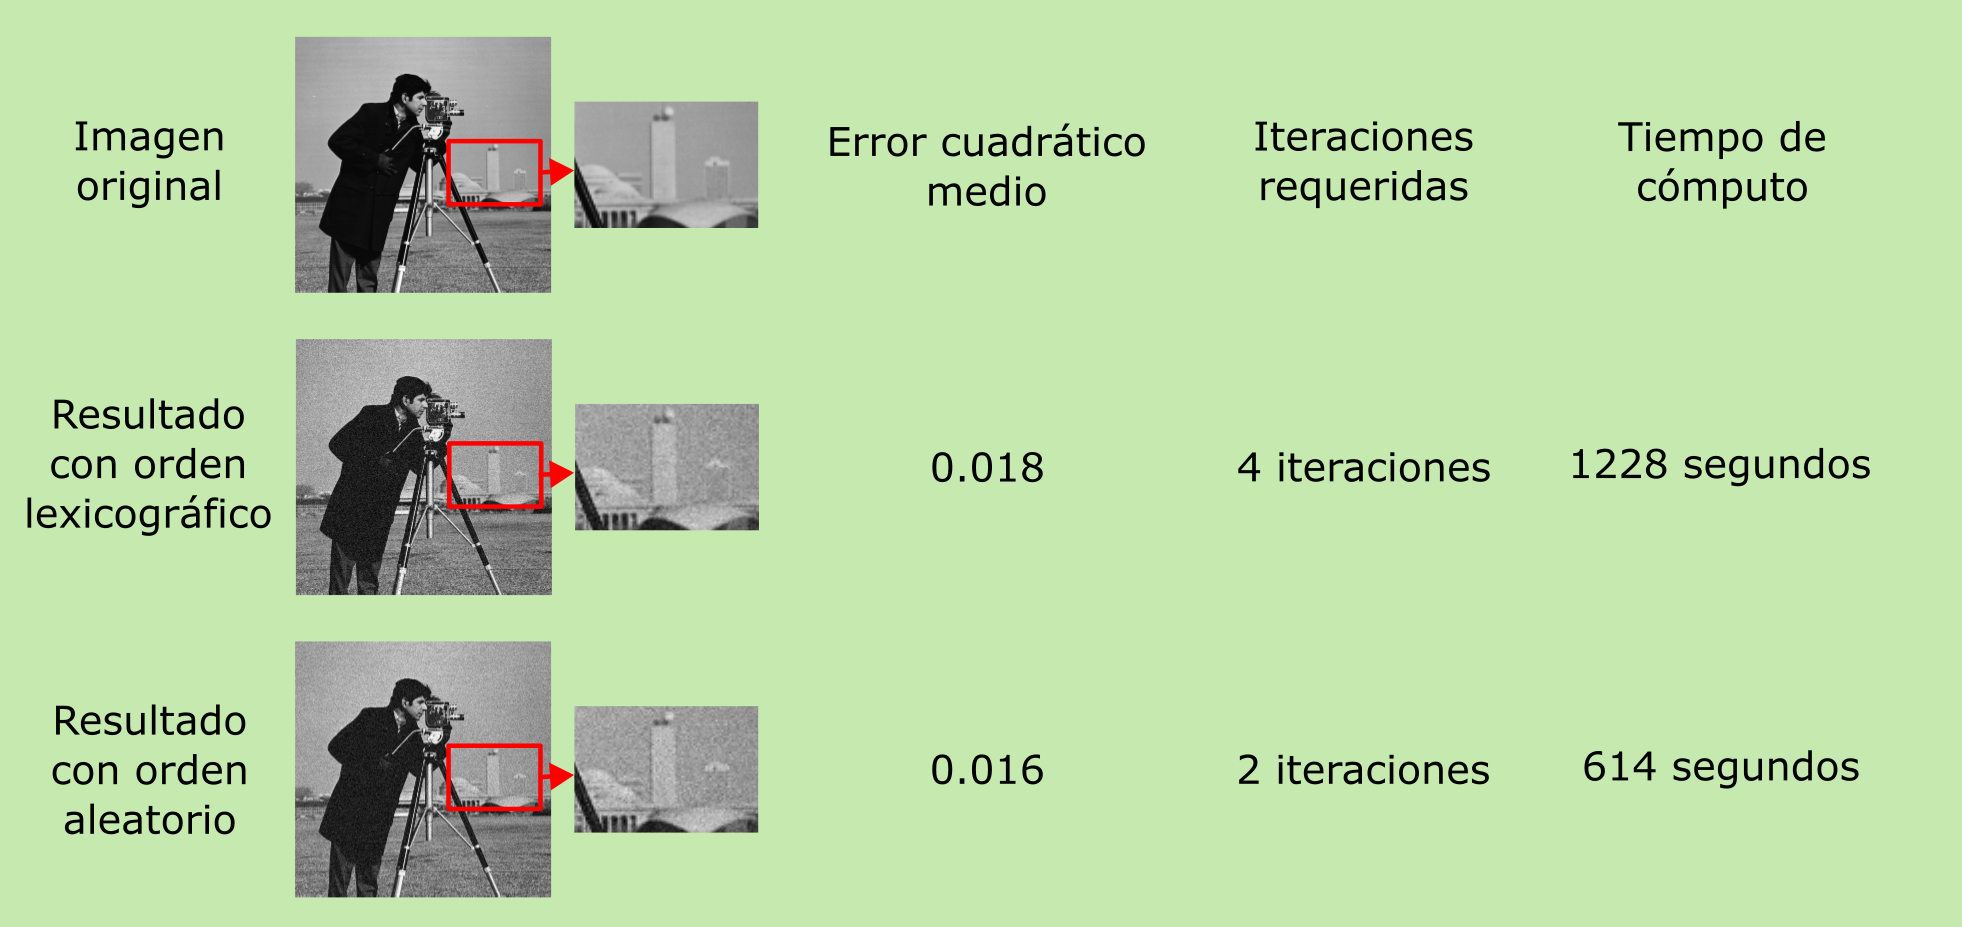 Imagen
original
Error cuadrático
medio
Iteraciones
requeridas
Tiempo de
cómputo
Resultado
con orden
lexicográfico
0.018
4 iteraciones
1228 segundos
Resultado
con orden
aleatorio
0.016
2 iteraciones
614 segundos